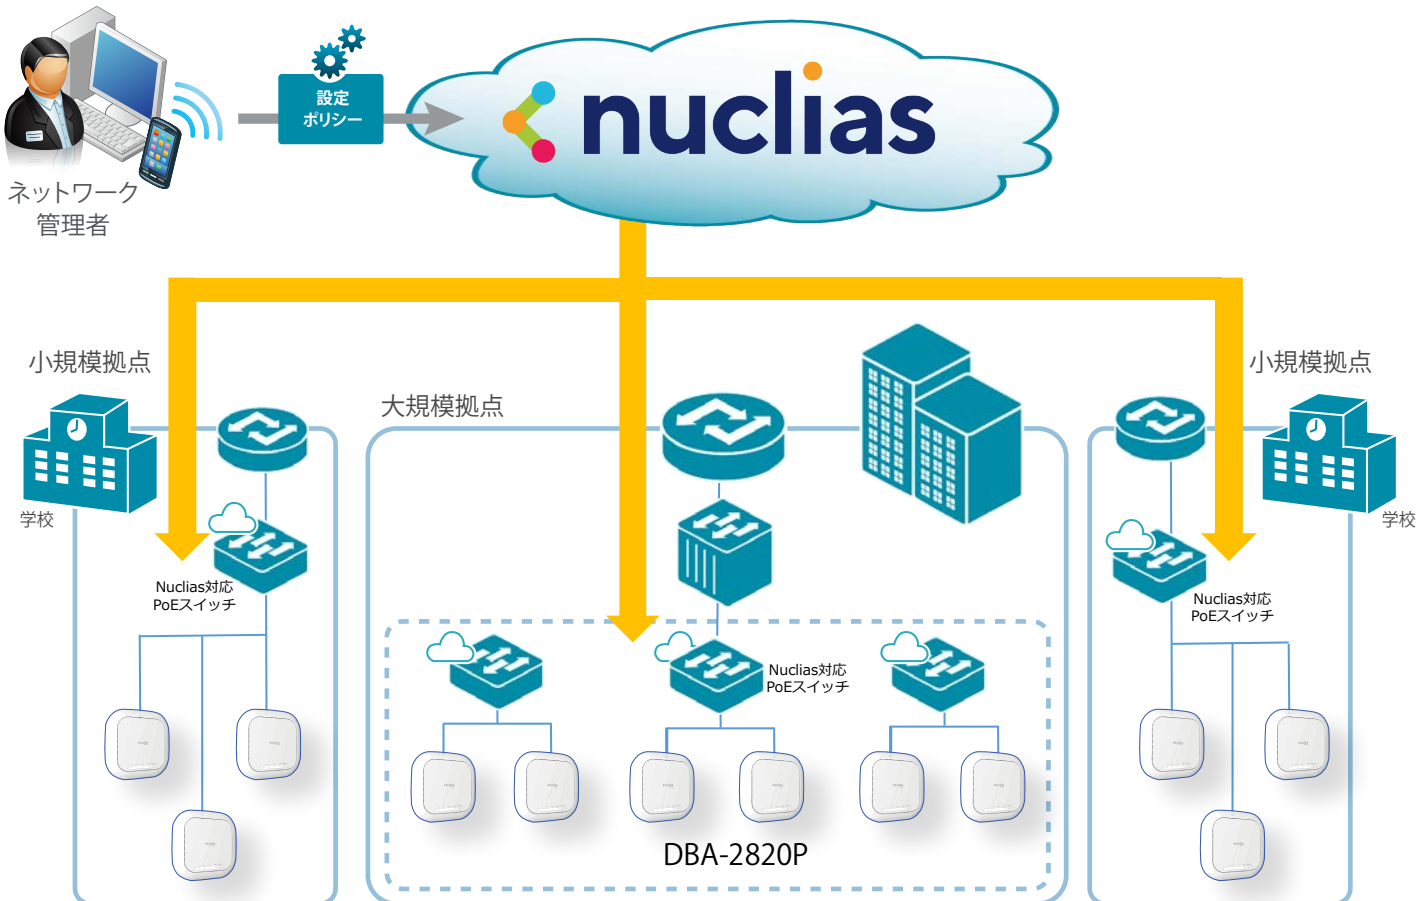 設定
ポリシー
nuclias
ネットワーク
管理者
小規模拠点
大規模拠点
小規模拠点
学校
学校
Nuclias対応
PoEスイッチ
Nuclias対応
PoEスイッチ
Nuclias対応
PoEスイッチ
DBA-2820P